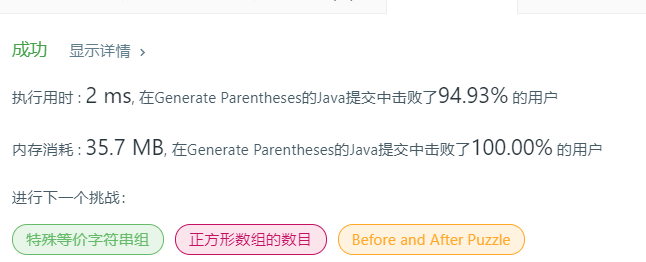 成功 显示详情 ›
执行用时 : 2 ms, 在Generate Parentheses的Java提交中击败了94.93% 的用户
内存消耗 : 35.7 MB, 在Generate Parentheses的Java提交中击败了100.00% 的用户
进行下一个挑战：
特殊等价字符串组 正方形数组的数目 Before and After Puzzle